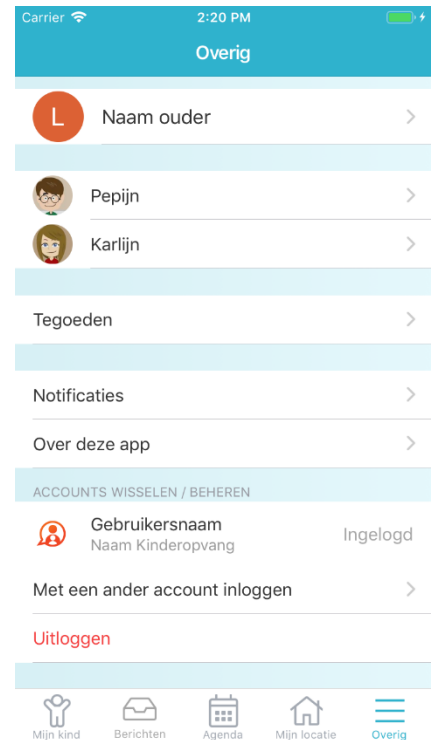 Carrier 2:20 PM
Overig
L
Naam ouder
Pepijn
Karlijn
Tegoeden
Notificaties
Over deze app
ACCOUNTS WISSELEN / BEHEREN
Gebruikersnaam
Naam Kinderopvang
Ingelogd
Met een ander account inloggen
Uitloggen
Mijn kind Berichten Agenda Mijn locatie Overig